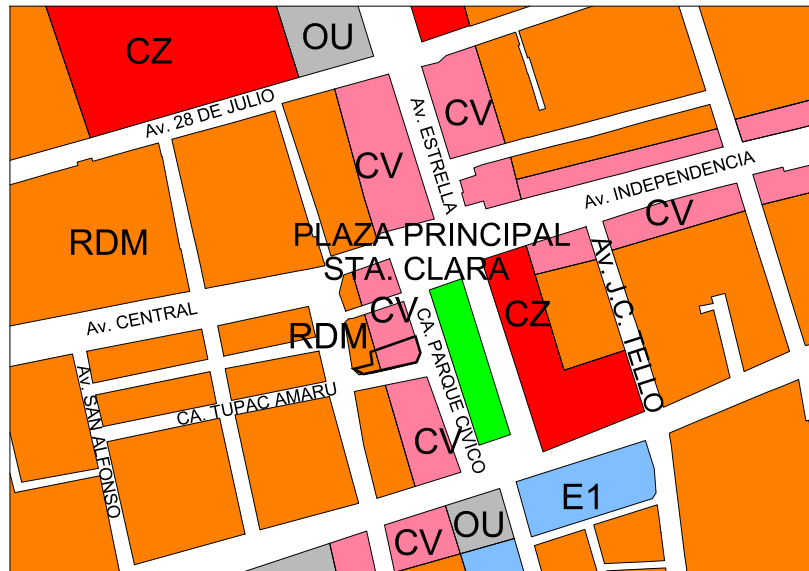 OU
CZ
Av. 28 DE JULIO
Av. ESTRELLA
CV
CV
Av. INDEPENDENCIA
CV
RDM
PLAZA PRINCIPAL
STA. CLARA
Av. J.C. TELLO
Av. CENTRAL
CV
CZ
RDM
CA. PARQUE CIVICO
Av. SAN ALFONSO
CA. TUPAC AMARU
CV
E1
OU
CV